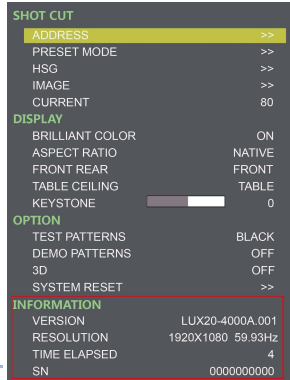 SHOT CUT
ADDRESS >>
PRESET MODE >>
HSG >>
IMAGE >>
CURRENT 80
DISPLAY
BRILLIANT COLOR ON
ASPECT RATIO NATIVE
FRONT REAR FRONT
TABLE CEILING TABLE
KEYSTONE 0
OPTION
TEST PATTERNS BLACK
DEMO PATTERNS OFF
3D OFF
SYSTEM RESET >>
INFORMATION
VERSION LUX20-4000A.001
RESOLUTION 1920X1080 59.93Hz
TIME ELAPSED 4
SN 0000000000